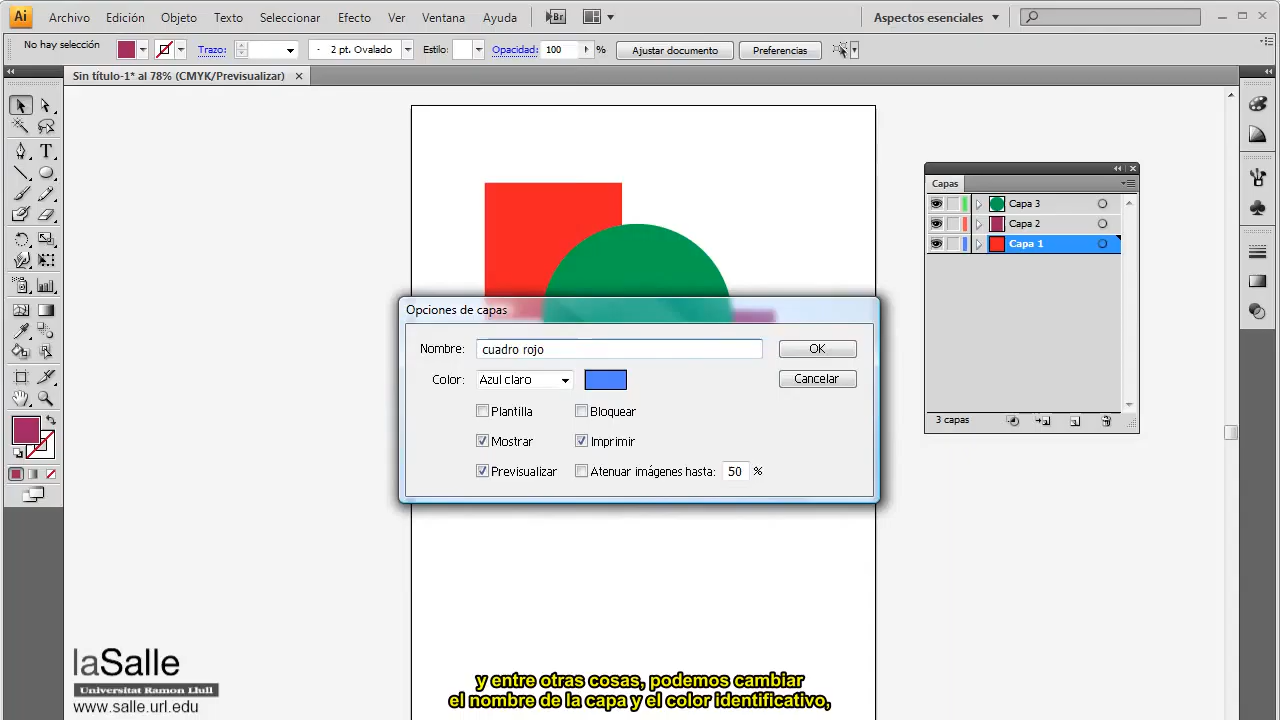 Ai Archivo Edición Objeto Texto Seleccionar Efecto Ver Ventana Ayuda Br Aspectos esenciales
No hay selección Trazo: 2 pt. Ovalado Estilo: Opacidad: 100 % Ajustar documento Preferencias
Sin título-1* al 78% (CMYK/Previsualizar)
Capas
Capa 3
Capa 2
Capa 1
3 capas
Opciones de capas
Nombre: cuadro rojo OK
Color: Azul claro Cancelar
Plantilla Bloquear
Mostrar Imprimir
Previsualizar Atenuar imágenes hasta: 50 %
laSalle
Universitat Ramon Llull
www.salle.url.edu
y entre otras cosas, podemos cambiar
el nombre de la capa y el color identificativo,